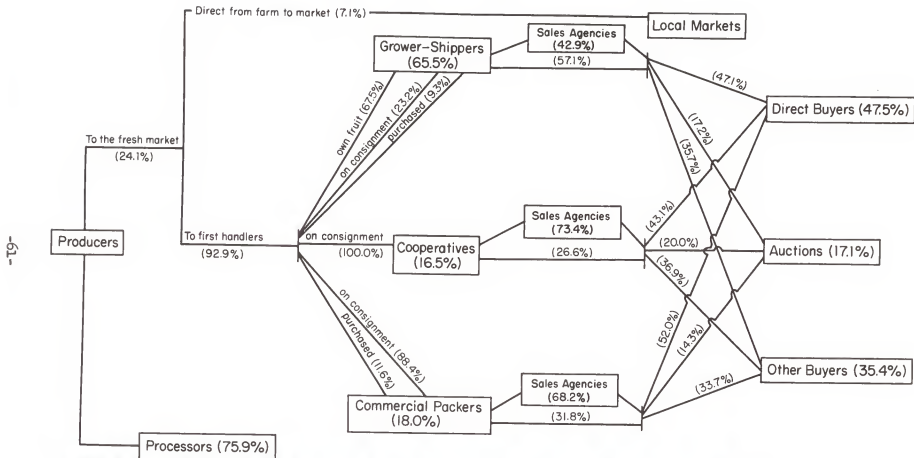 Direct from farm to market (7.1%)
Local Markets
Sales Agencies
(42.9%)
Grower-Shippers
(65.5%)
(57.1%)
(47.1%)
Direct Buyers (47.5%)
own fruit (67.5%)
on consignment (23.2%)
purchased (9.3%)
(17.2%)
(35.7%)
To the fresh market
(24.1%)
-19-
Producers
To first handlers
(92.9%)
on consignment
(100.0%)
Cooperatives
(16.5%)
Sales Agencies
(73.4%)
(26.6%)
(43.1%)
(20.0%)
(36.9%)
Auctions (17.1%)
on consignment (88.4%)
purchased (11.6%)
(52.0%)
(14.3%)
(33.7%)
Other Buyers (35.4%)
Sales Agencies
(68.2%)
Commercial Packers
(18.0%)
(31.8%)
Processors (75.9%)